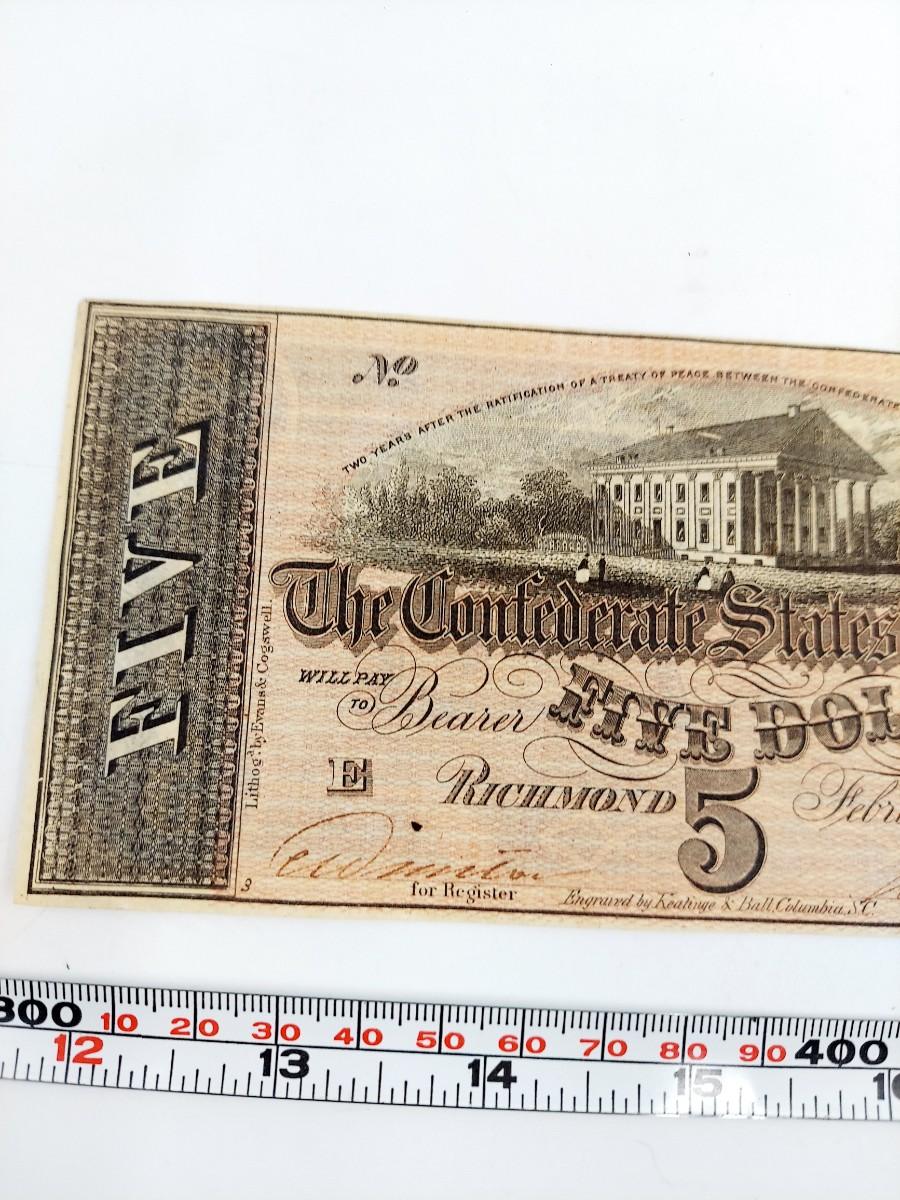 No
TWO YEARS AFTER THE RATIFICATION OF A TREATY OF PEACE BETWEEN THE CONFEDERATE
FIVE
The Confederate States
WILL PAY
TO
Bearer
FIVE DOL
Lithog'd by Evans & Cogswell.
E
RICHMOND
5
Febr
3
for Register
Engraved by Keatinge & Ball, Columbia, S.C.
300 10 20 30 40 50 60 70 80 90 400
12 13 14 15 1